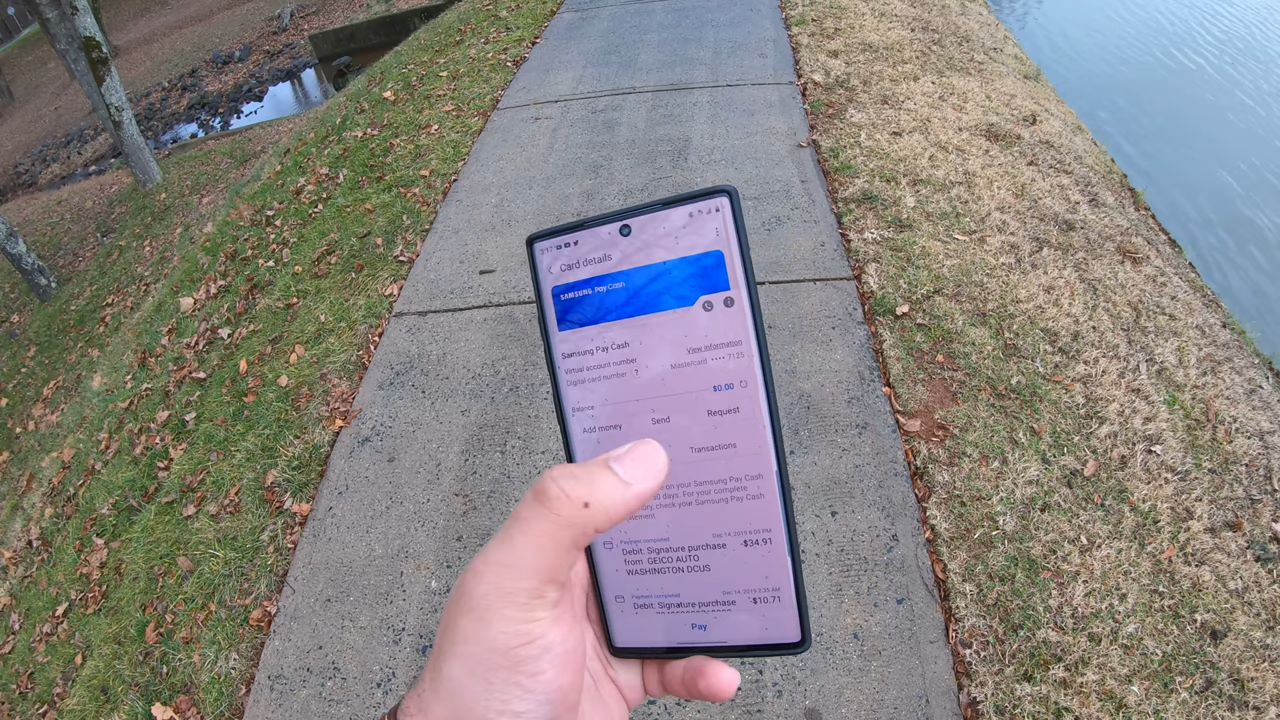 3:17
Card details
SAMSUNG Pay Cash
Samsung Pay Cash
Virtual account number View information
Digital card number ? Mastercard •••• 7125
Balance $0.00
Add money Send Request
Transactions
on your Samsung Pay Cash
days. For your complete
check your Samsung Pay Cash
Payment completed Dec 14, 2019 6:00 PM
Debit: Signature purchase -$34.91
from GEICO AUTO
WASHINGTON DCUS
Payment completed Dec 14, 2019 2:35 AM
Debit: Signature purchase -$10.71
Pay